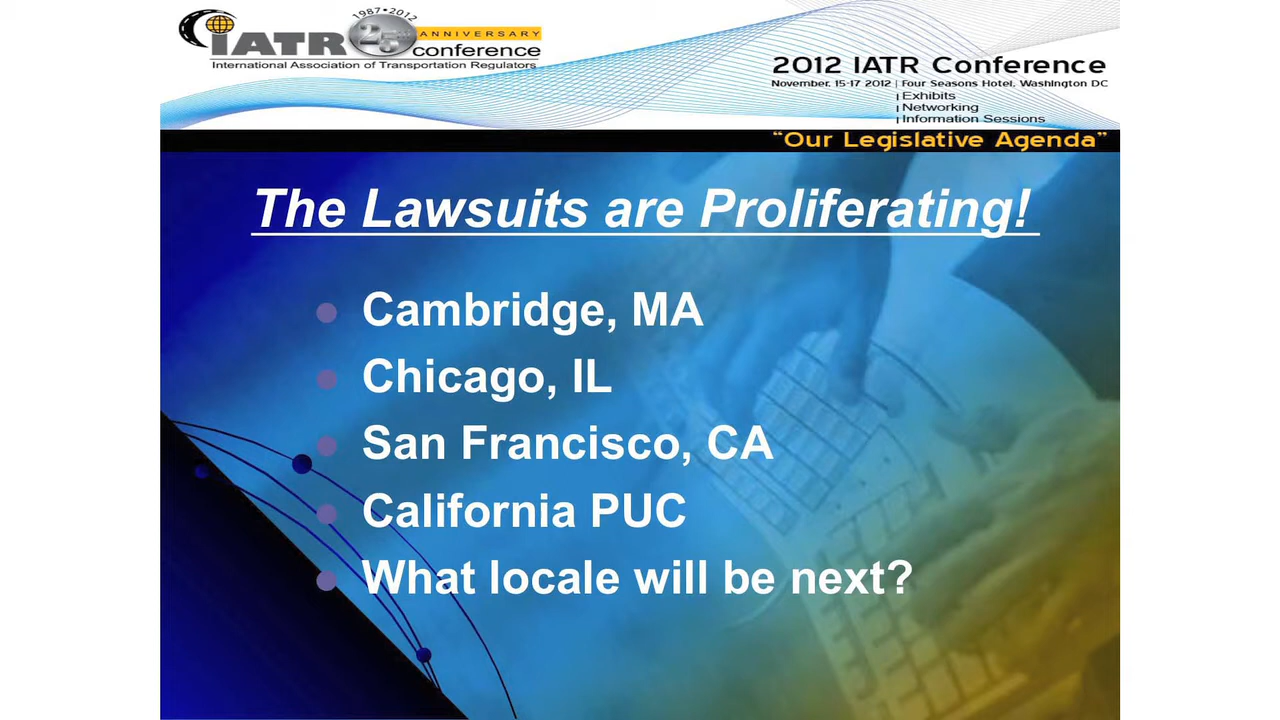 1987•2012
IATR 25th ANNIVERSARY
conference
International Association of Transportation Regulators
2012 IATR Conference
November. 15-17 2012 | Four Seasons Hotel, Washington DC
| Exhibits
| Networking
| Information Sessions
"Our Legislative Agenda"
The Lawsuits are Proliferating!
Cambridge, MA
Chicago, IL
San Francisco, CA
California PUC
What locale will be next?